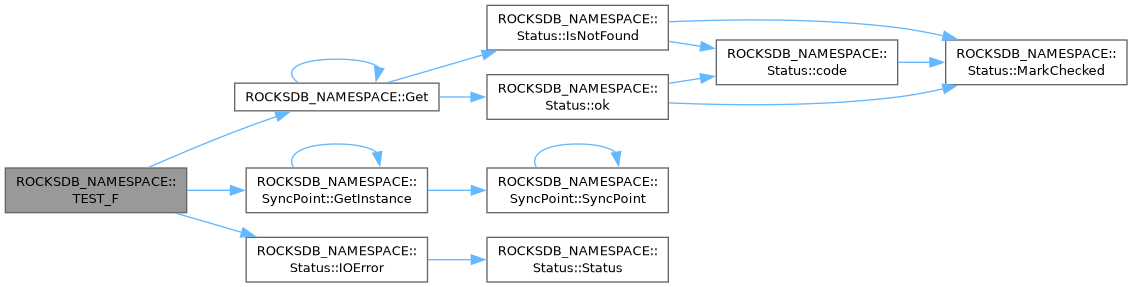 ROCKSDB_NAMESPACE::
TEST_F
ROCKSDB_NAMESPACE::Get
ROCKSDB_NAMESPACE::
Status::IsNotFound
ROCKSDB_NAMESPACE::
Status::code
ROCKSDB_NAMESPACE::
Status::MarkChecked
ROCKSDB_NAMESPACE::
Status::ok
ROCKSDB_NAMESPACE::
SyncPoint::GetInstance
ROCKSDB_NAMESPACE::
SyncPoint::SyncPoint
ROCKSDB_NAMESPACE::
Status::IOError
ROCKSDB_NAMESPACE::
Status::Status